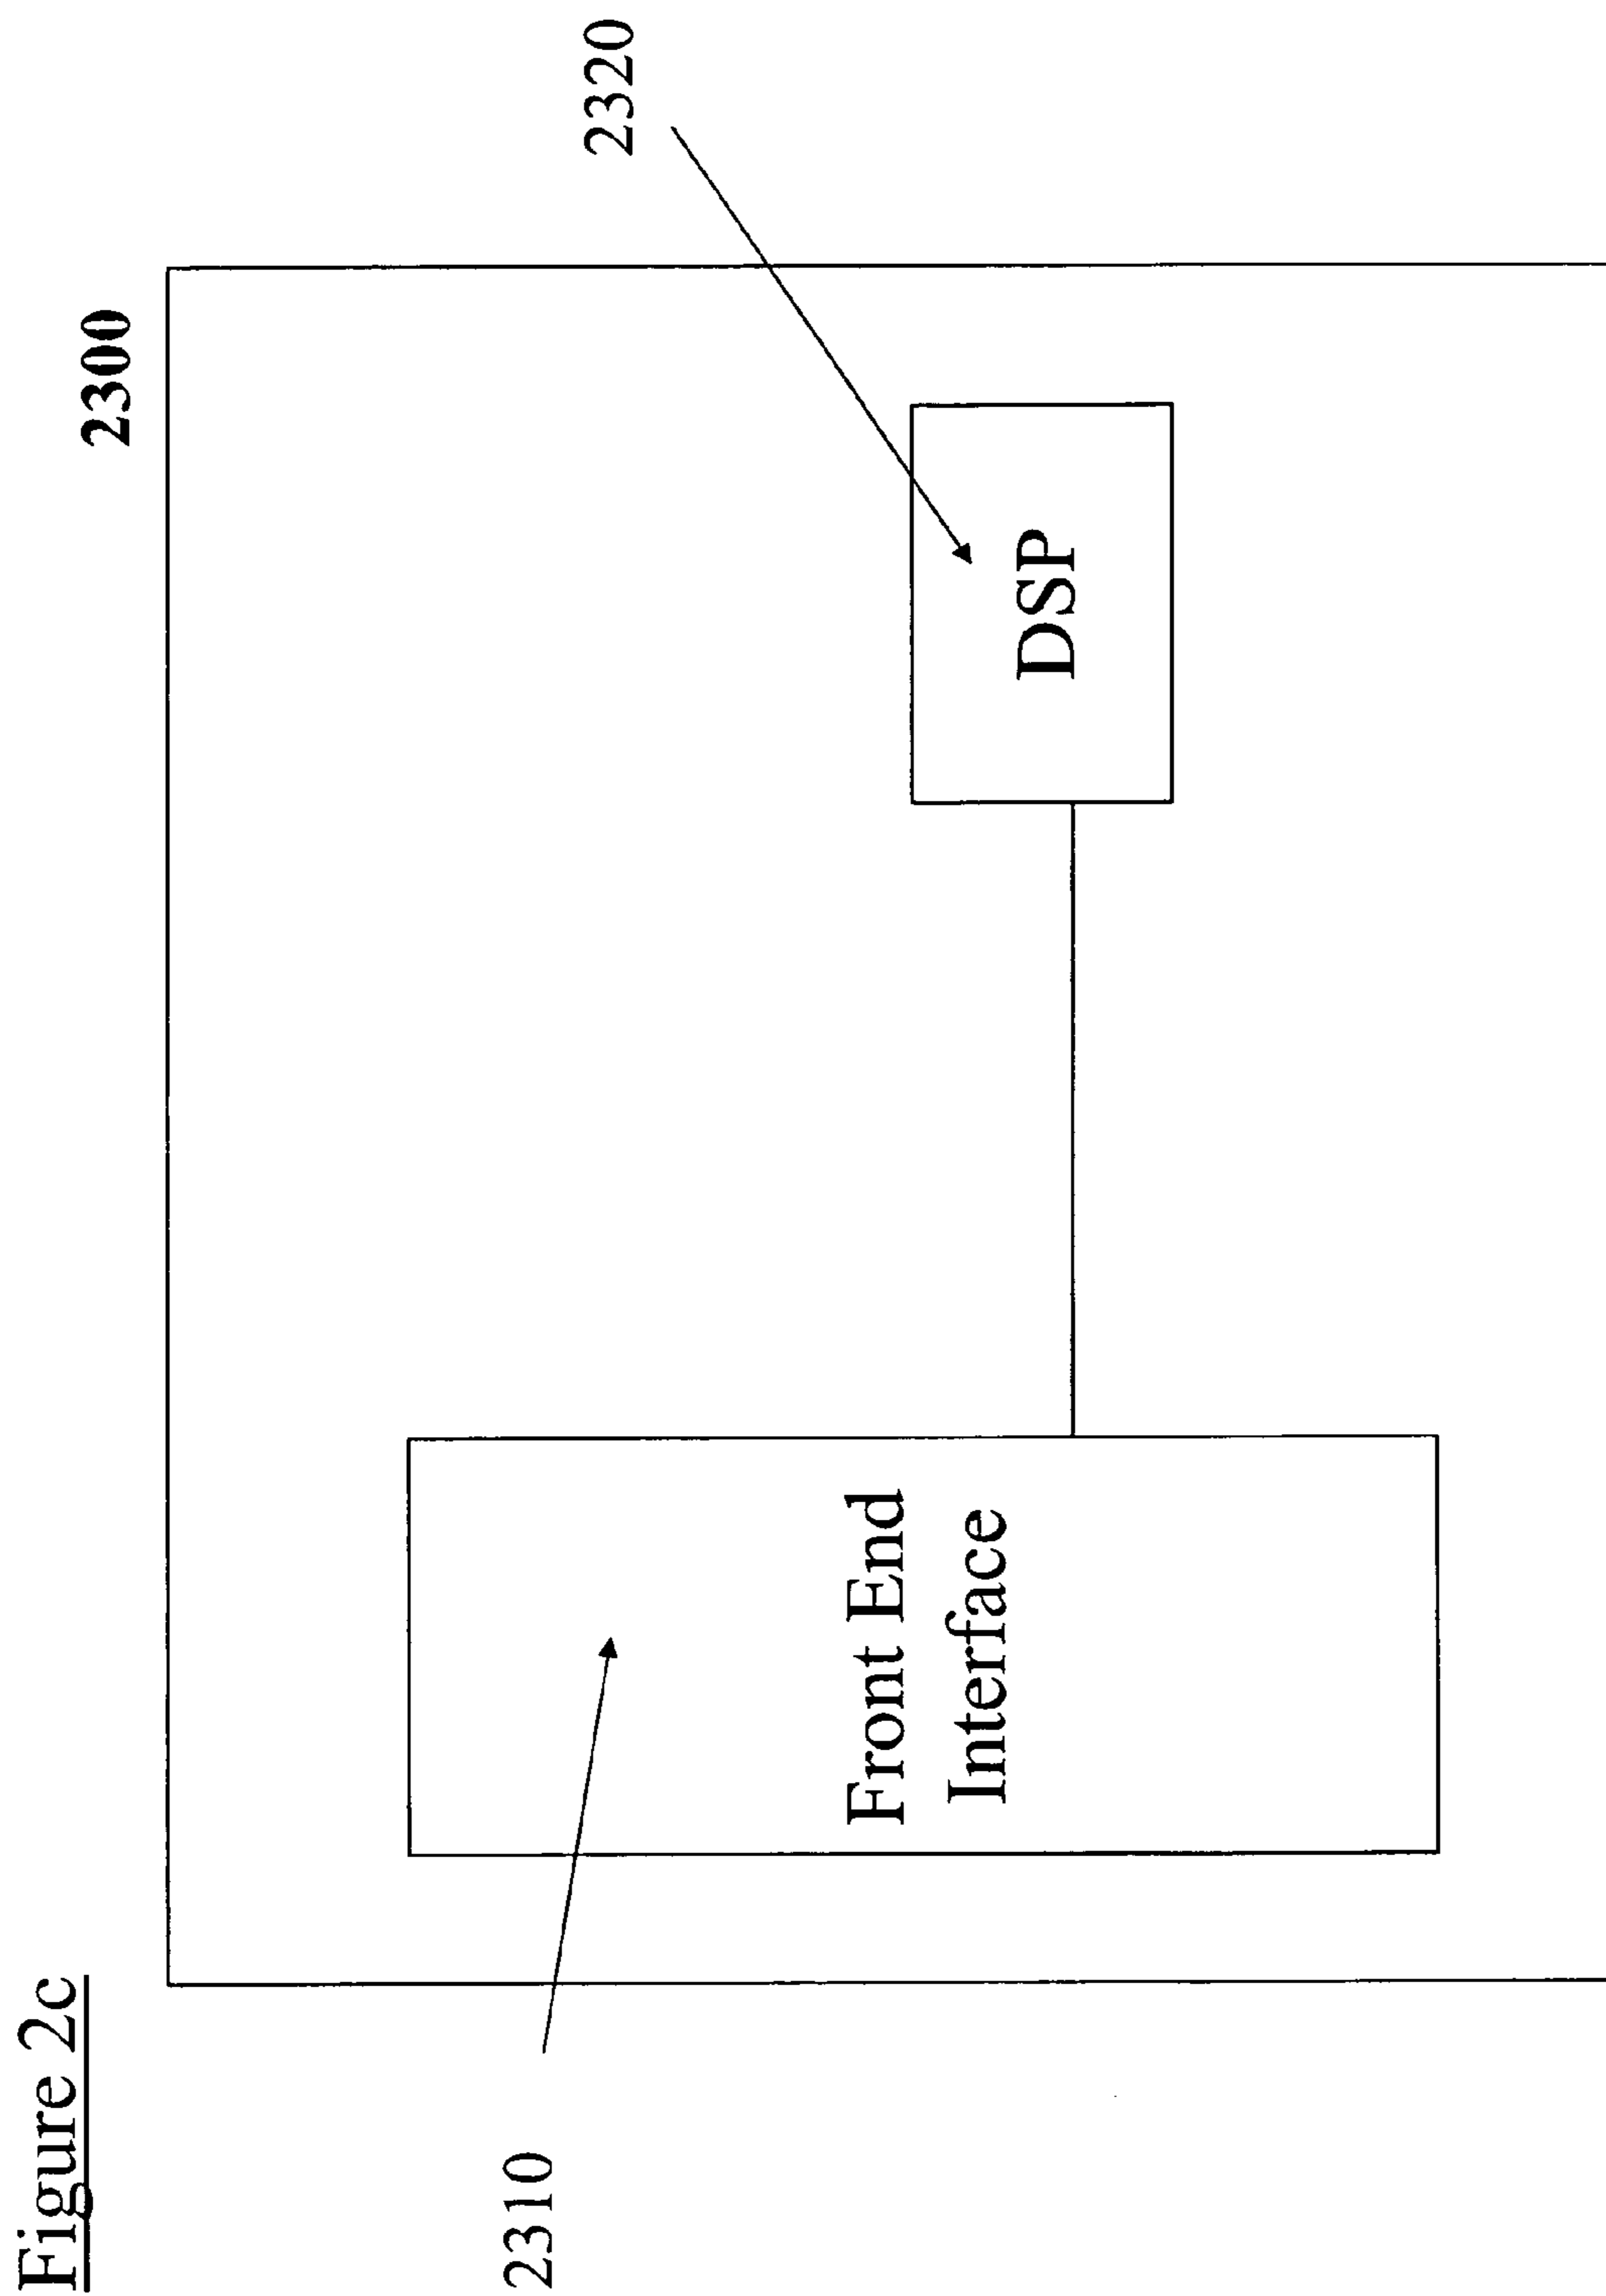 Figure 2c
2300
2310
2320
Front End
Interface
DSP